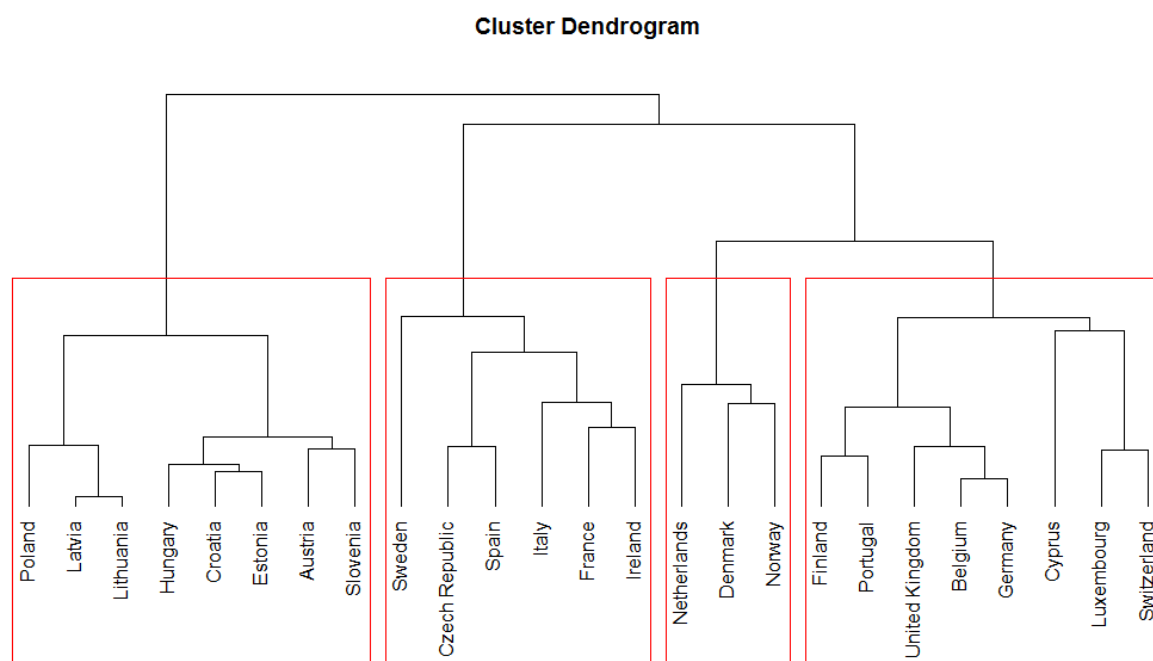 Cluster Dendrogram
Poland
Latvia
Lithuania
Hungary
Croatia
Estonia
Austria
Slovenia
Sweden
Czech Republic
Spain
Italy
France
Ireland
Netherlands
Denmark
Norway
Finland
Portugal
United Kingdom
Belgium
Germany
Cyprus
Luxembourg
Switzerland